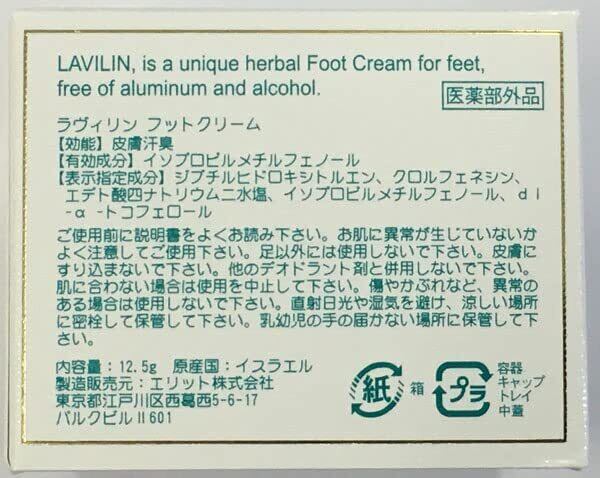 LAVILIN, is a unique herbal Foot Cream for feet,
free of aluminum and alcohol.
医薬部外品
ラヴィリン フットクリーム
【効能】皮膚汗臭
【有効成分】イソプロピルメチルフェノール
【表示指定成分】ジブチルヒドロキシトルエン、クロルフェネシン、
エデト酸四ナトリウム二水塩、イソプロピルメチルフェノール、ｄｌ
-α -トコフェロール
ご使用前に説明書をよくお読み下さい。お肌に異常が生じていないか
よく注意してご使用下さい。足以外には使用しないで下さい。皮膚に
すり込まないで下さい。他のデオドラント剤と併用しないで下さい。
肌に合わない場合は使用を中止して下さい。傷やかぶれなど、異常の
ある場合は使用しないで下さい。直射日光や湿気を避け、涼しい場所
に密栓して保管して下さい。乳幼児の手の届かない場所に保管して下
さい。
内容量：12.5g 原産国：イスラエル
製造販売元：エリット株式会社
東京都江戸川区西葛西5-6-17
パルクビルⅡ601
紙 箱
プラ
容器
キャップ
トレイ
中蓋